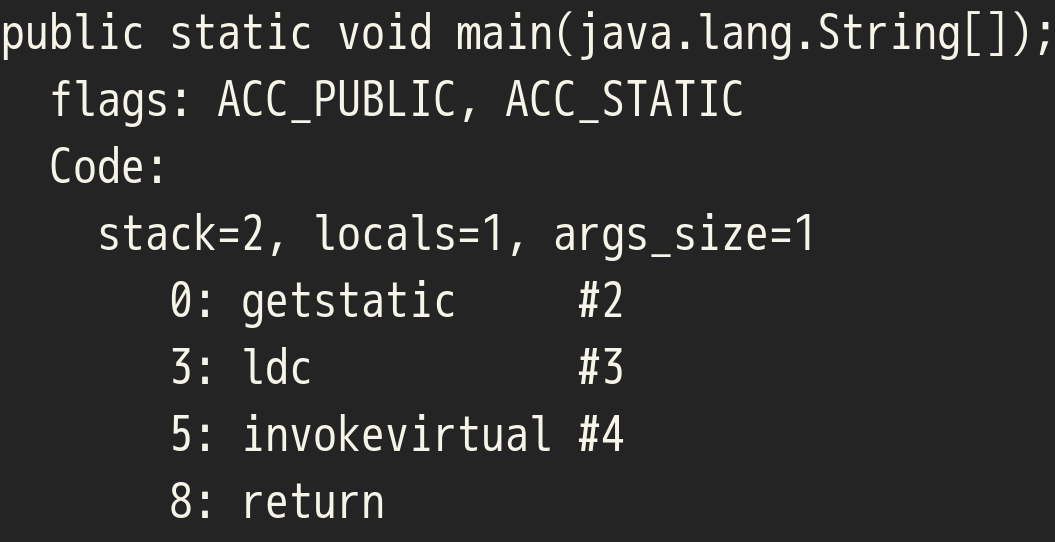 public static void main(java.lang.String[]);
  flags: ACC_PUBLIC, ACC_STATIC
  Code:
    stack=2, locals=1, args_size=1
       0: getstatic     #2
       3: ldc           #3
       5: invokevirtual #4
       8: return